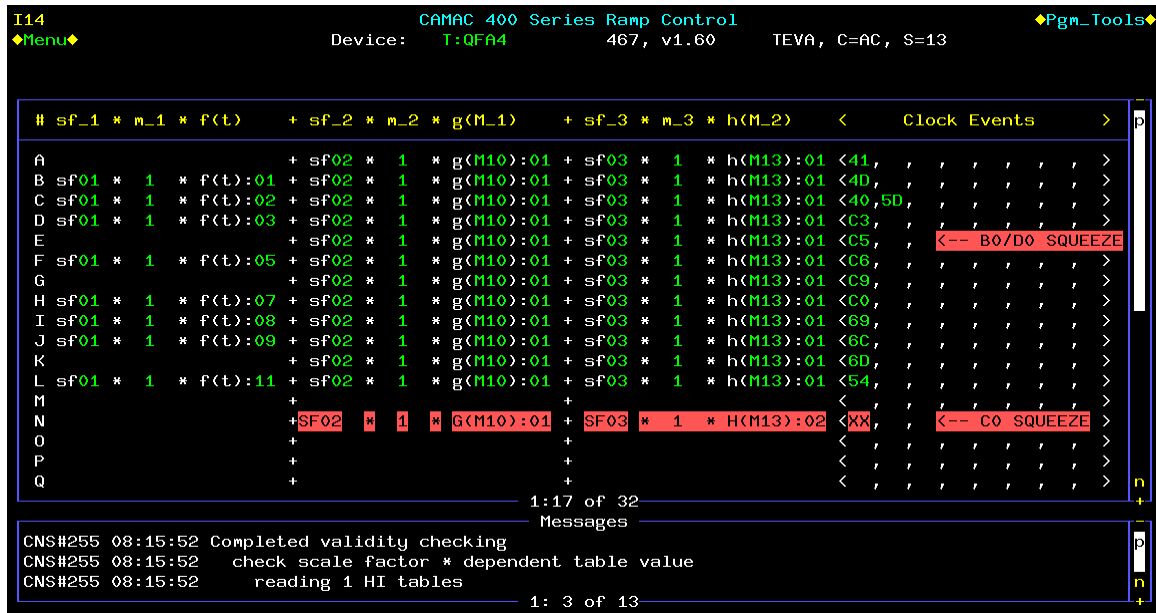 I14 CAMAC 400 Series Ramp Control ◆Pgm_Tools◆
◆Menu◆ Device: T:QFA4 467, v1.60 TEVA, C=AC, S=13
# sf_1 * m_1 * f(t) + sf_2 * m_2 * g(M_1) + sf_3 * m_3 * h(M_2) < Clock Events > p
A + sf02 * 1 * g(M10):01 + sf03 * 1 * h(M13):01 <41, , , , , , , >
B sf01 * 1 * f(t):01 + sf02 * 1 * g(M10):01 + sf03 * 1 * h(M13):01 <4D, , , , , , , >
C sf01 * 1 * f(t):02 + sf02 * 1 * g(M10):01 + sf03 * 1 * h(M13):01 <40,5D, , , , , , >
D sf01 * 1 * f(t):03 + sf02 * 1 * g(M10):01 + sf03 * 1 * h(M13):01 <C3, , , , , , , >
E + sf02 * 1 * g(M10):01 + sf03 * 1 * h(M13):01 <C5, , <-- B0/D0 SQUEEZE
F sf01 * 1 * f(t):05 + sf02 * 1 * g(M10):01 + sf03 * 1 * h(M13):01 <C6, , , , , , , >
G + sf02 * 1 * g(M10):01 + sf03 * 1 * h(M13):01 <C9, , , , , , , >
H sf01 * 1 * f(t):07 + sf02 * 1 * g(M10):01 + sf03 * 1 * h(M13):01 <C0, , , , , , , >
I sf01 * 1 * f(t):08 + sf02 * 1 * g(M10):01 + sf03 * 1 * h(M13):01 <69, , , , , , , >
J sf01 * 1 * f(t):09 + sf02 * 1 * g(M10):01 + sf03 * 1 * h(M13):01 <6C, , , , , , , >
K + sf02 * 1 * g(M10):01 + sf03 * 1 * h(M13):01 <6D, , , , , , , >
L sf01 * 1 * f(t):11 + sf02 * 1 * g(M10):01 + sf03 * 1 * h(M13):01 <54, , , , , , , >
M + + < , , , , , , , >
N +SF02 * 1 * G(M10):01 + SF03 * 1 * H(M13):02 <XX, , <-- C0 SQUEEZE >
O + + < , , , , , , , >
P + + < , , , , , , , >
Q + + < , , , , , , , > n
1:17 of 32 +
Messages
CNS#255 08:15:52 Completed validity checking p
CNS#255 08:15:52 check scale factor * dependent table value
CNS#255 08:15:52 reading 1 HI tables n
1: 3 of 13 +